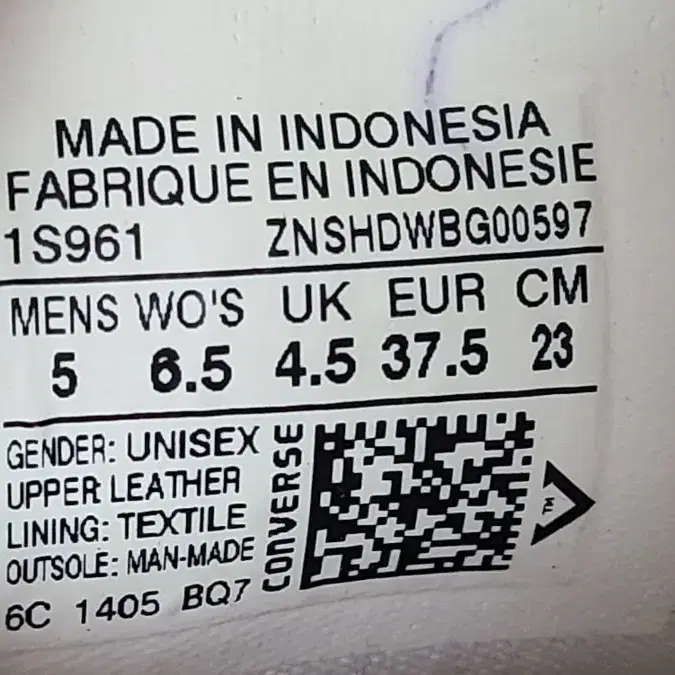 MADE IN INDONESIA
FABRIQUE EN INDONESIE
1S961 ZNSHDWBG00597
MENS WO'S UK EUR CM
5 6.5 4.5 37.5 23
GENDER: UNISEX
UPPER LEATHER
LINING: TEXTILE
OUTSOLE: MAN-MADE
6C 1405 BQ7
CONVERSE